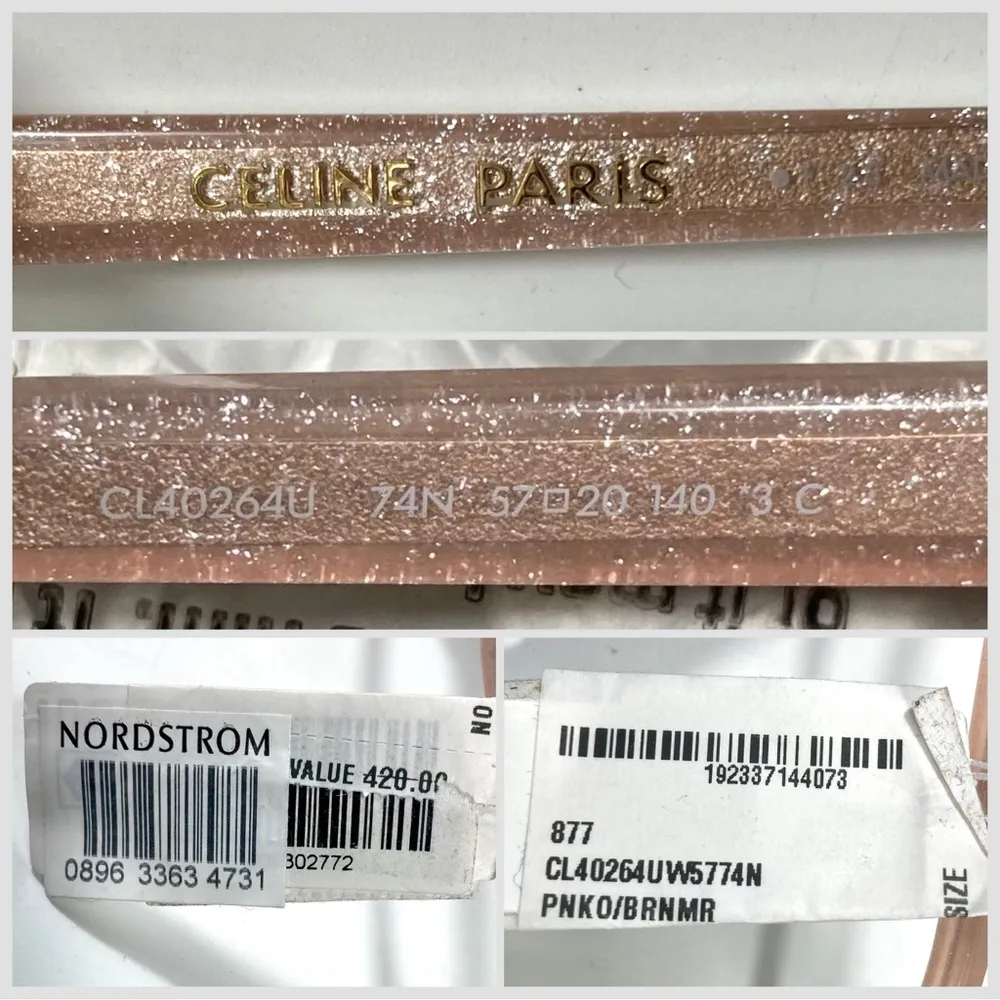 CELINE PARIS
CL40264U 74N 57□20 140 *3 C
NORDSTROM
0896 3363 4731
VALUE 420.00
302772
NO
192337144073
877
CL40264UW5774N
PNKO/BRNMR
SIZE